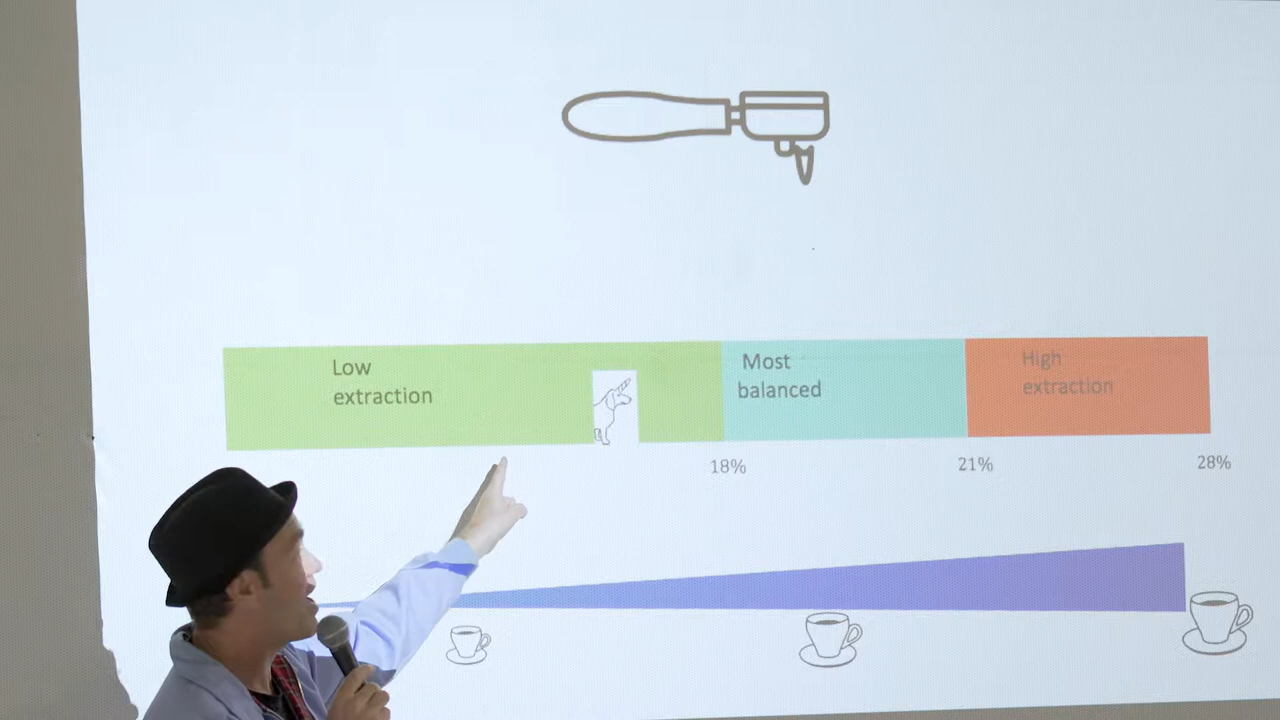 Low
extraction
Most
balanced
High
extraction
18%
21%
28%